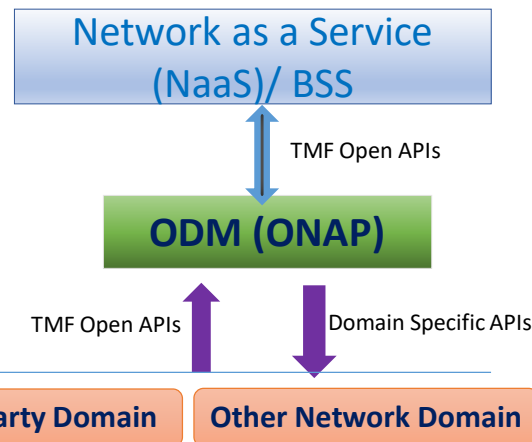 Network as a Service
(NaaS)/ BSS
TMF Open APIs
ODM (ONAP)
TMF Open APIs
Domain Specific APIs
arty Domain
Other Network Domain